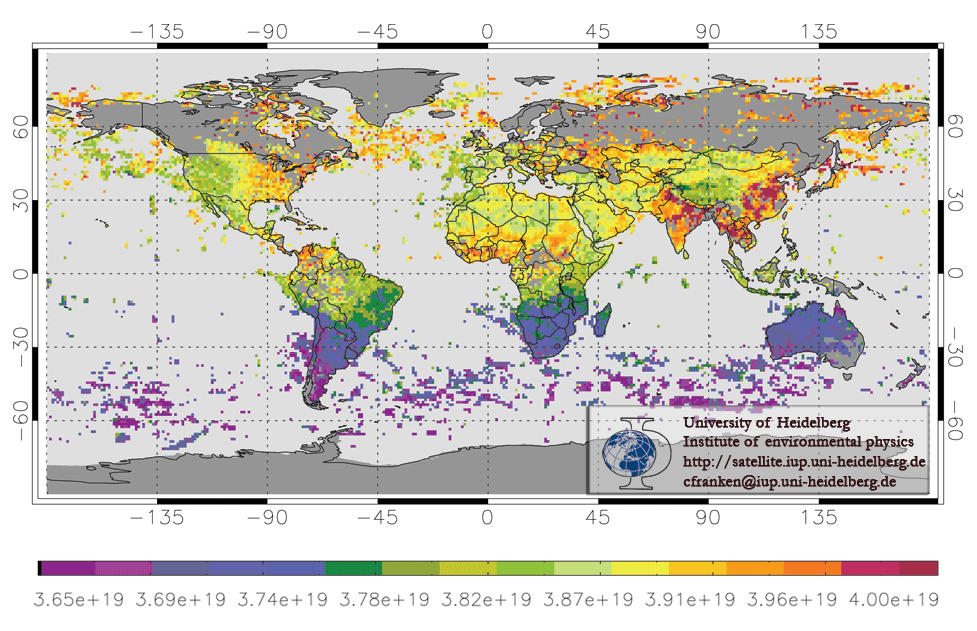 −135 −90 −45 0 45 90 135
60 60
30 30
0 0
−30 −30
−60 −60
University of Heidelberg
Institute of environmental physics
http://satellite.iup.uni-heidelberg.de
cfranken@iup.uni-heidelberg.de
−135 −90 −45 0 45 90 135
3.65e+19 3.69e+19 3.74e+19 3.78e+19 3.82e+19 3.87e+19 3.91e+19 3.96e+19 4.00e+19